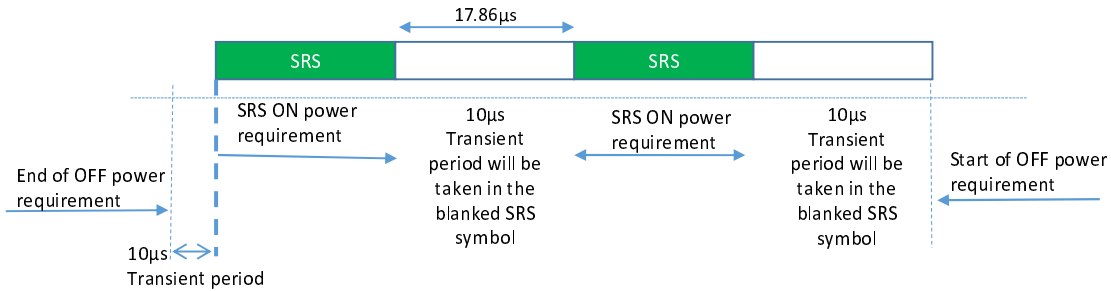 17.86µs
SRS
SRS
SRS ON power
requirement
10µs
Transient
period will be
taken in the
blanked SRS
symbol
SRS ON power
requirement
10µs
Transient
period will be
taken in the
blanked SRS
symbol
End of OFF power
requirement
Start of OFF power
requirement
10µs
Transient period